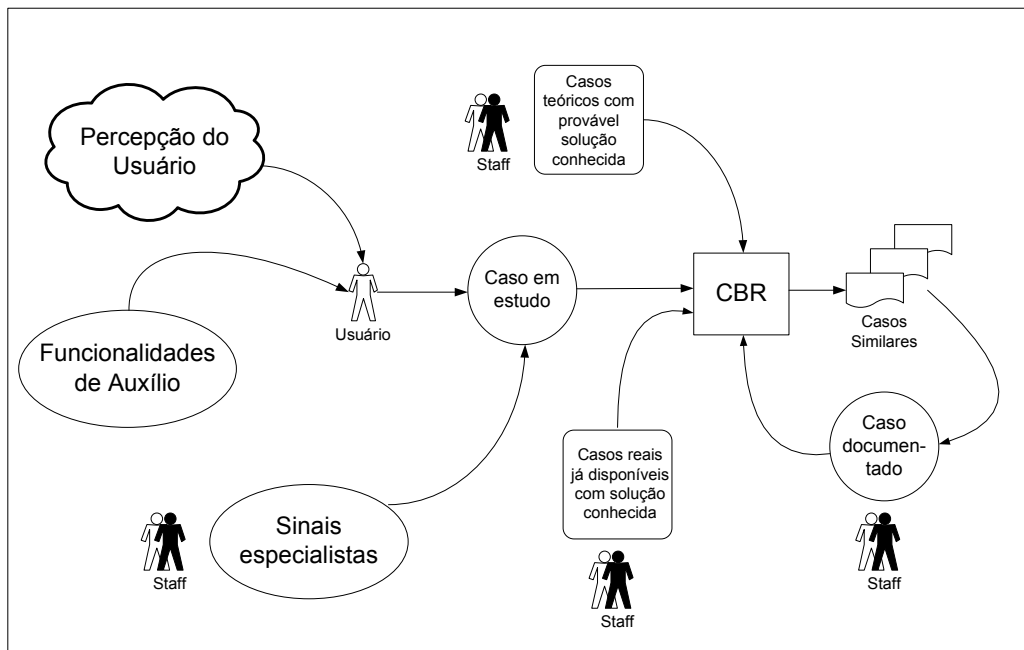 Percepção do
Usuário
Staff
Casos
teóricos com
provável
solução
conhecida
Funcionalidades
de Auxílio
Usuário
Caso em
estudo
CBR
Casos
Similares
Sinais
especialistas
Staff
Casos reais
já disponíveis
com solução
conhecida
Staff
Caso
documen-
tado
Staff